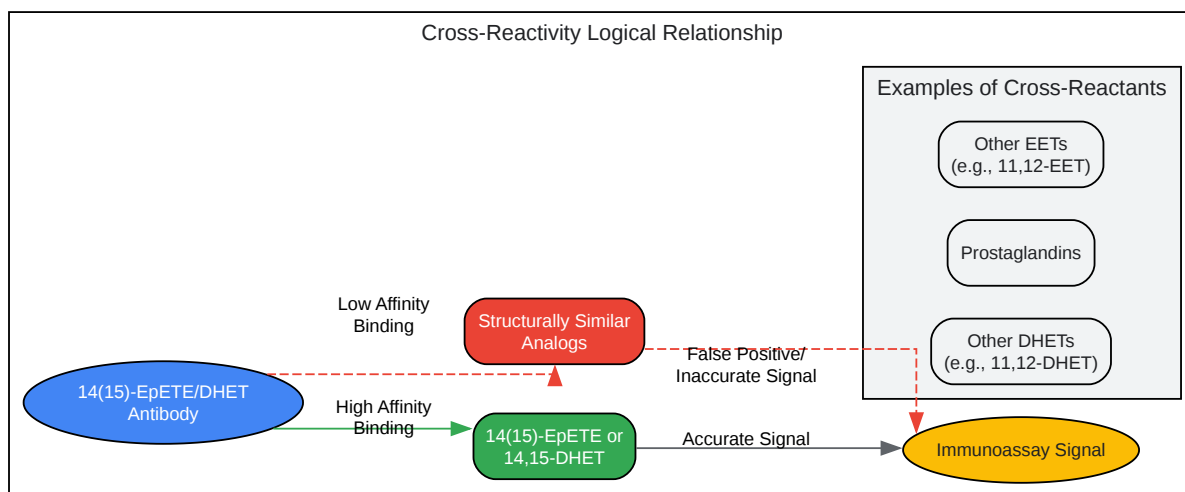 Cross-Reactivity Logical Relationship
Examples of Cross-Reactants
Other EETs
(e.g., 11,12-EET)
Prostaglandins
Other DHETs
(e.g., 11,12-DHET)
Low Affinity
Binding
Structurally Similar
Analogs
False Positive/
Inaccurate Signal
14(15)-EpETE/DHET
Antibody
High Affinity
Binding
14(15)-EpETE or
14,15-DHET
Accurate Signal
Immunoassay Signal